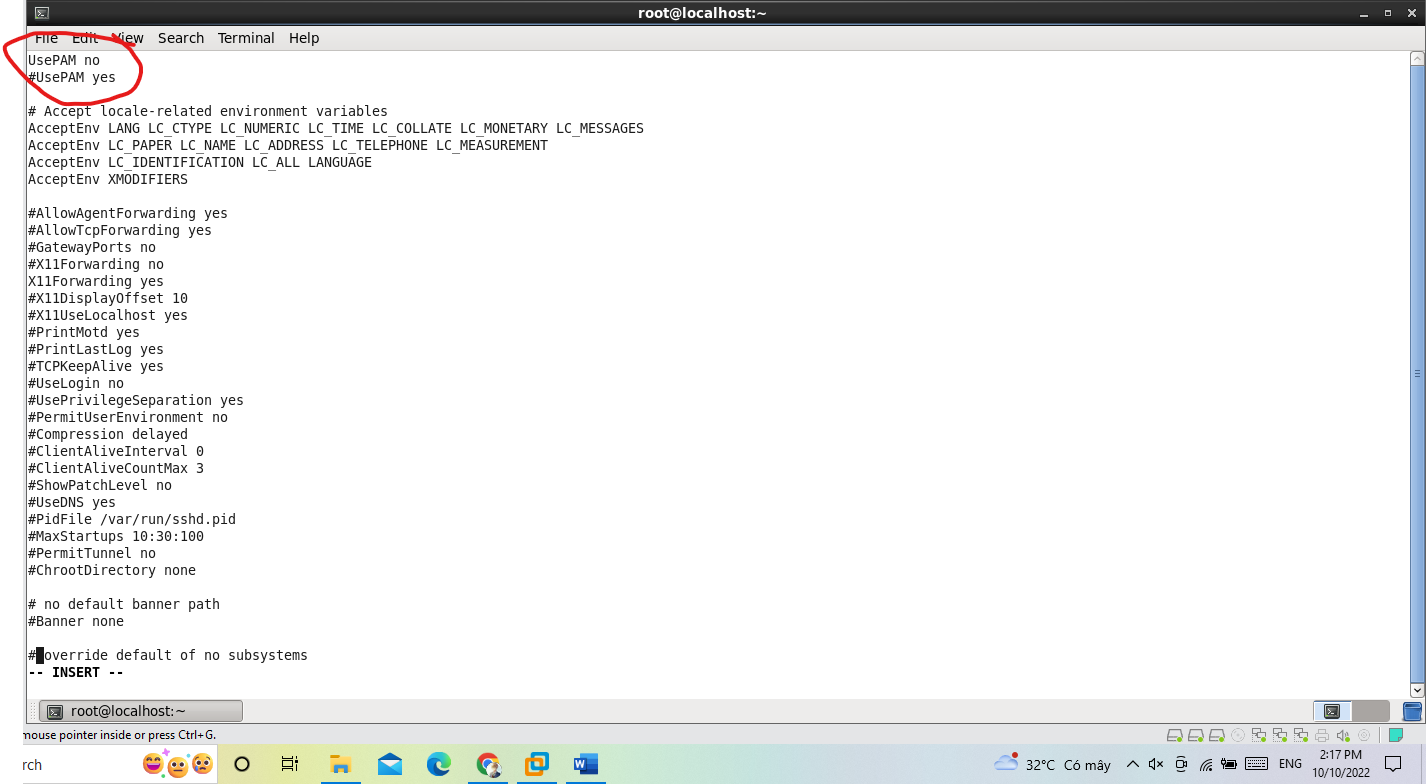 root@localhost:~
File Edit View Search Terminal Help
UsePAM no
#UsePAM yes
# Accept locale-related environment variables
AcceptEnv LANG LC_CTYPE LC_NUMERIC LC_TIME LC_COLLATE LC_MONETARY LC_MESSAGES
AcceptEnv LC_PAPER LC_NAME LC_ADDRESS LC_TELEPHONE LC_MEASUREMENT
AcceptEnv LC_IDENTIFICATION LC_ALL LANGUAGE
AcceptEnv XMODIFIERS
#AllowAgentForwarding yes
#AllowTcpForwarding yes
#GatewayPorts no
#X11Forwarding no
X11Forwarding yes
#X11DisplayOffset 10
#X11UseLocalhost yes
#PrintMotd yes
#PrintLastLog yes
#TCPKeepAlive yes
#UseLogin no
#UsePrivilegeSeparation yes
#PermitUserEnvironment no
#Compression delayed
#ClientAliveInterval 0
#ClientAliveCountMax 3
#ShowPatchLevel no
#UseDNS yes
#PidFile /var/run/sshd.pid
#MaxStartups 10:30:100
#PermitTunnel no
#ChrootDirectory none
# no default banner path
#Banner none
# override default of no subsystems
-- INSERT --
root@localhost:~
mouse pointer inside or press Ctrl+G.
rch
32°C Có mây ENG 2:17 PM
10/10/2022